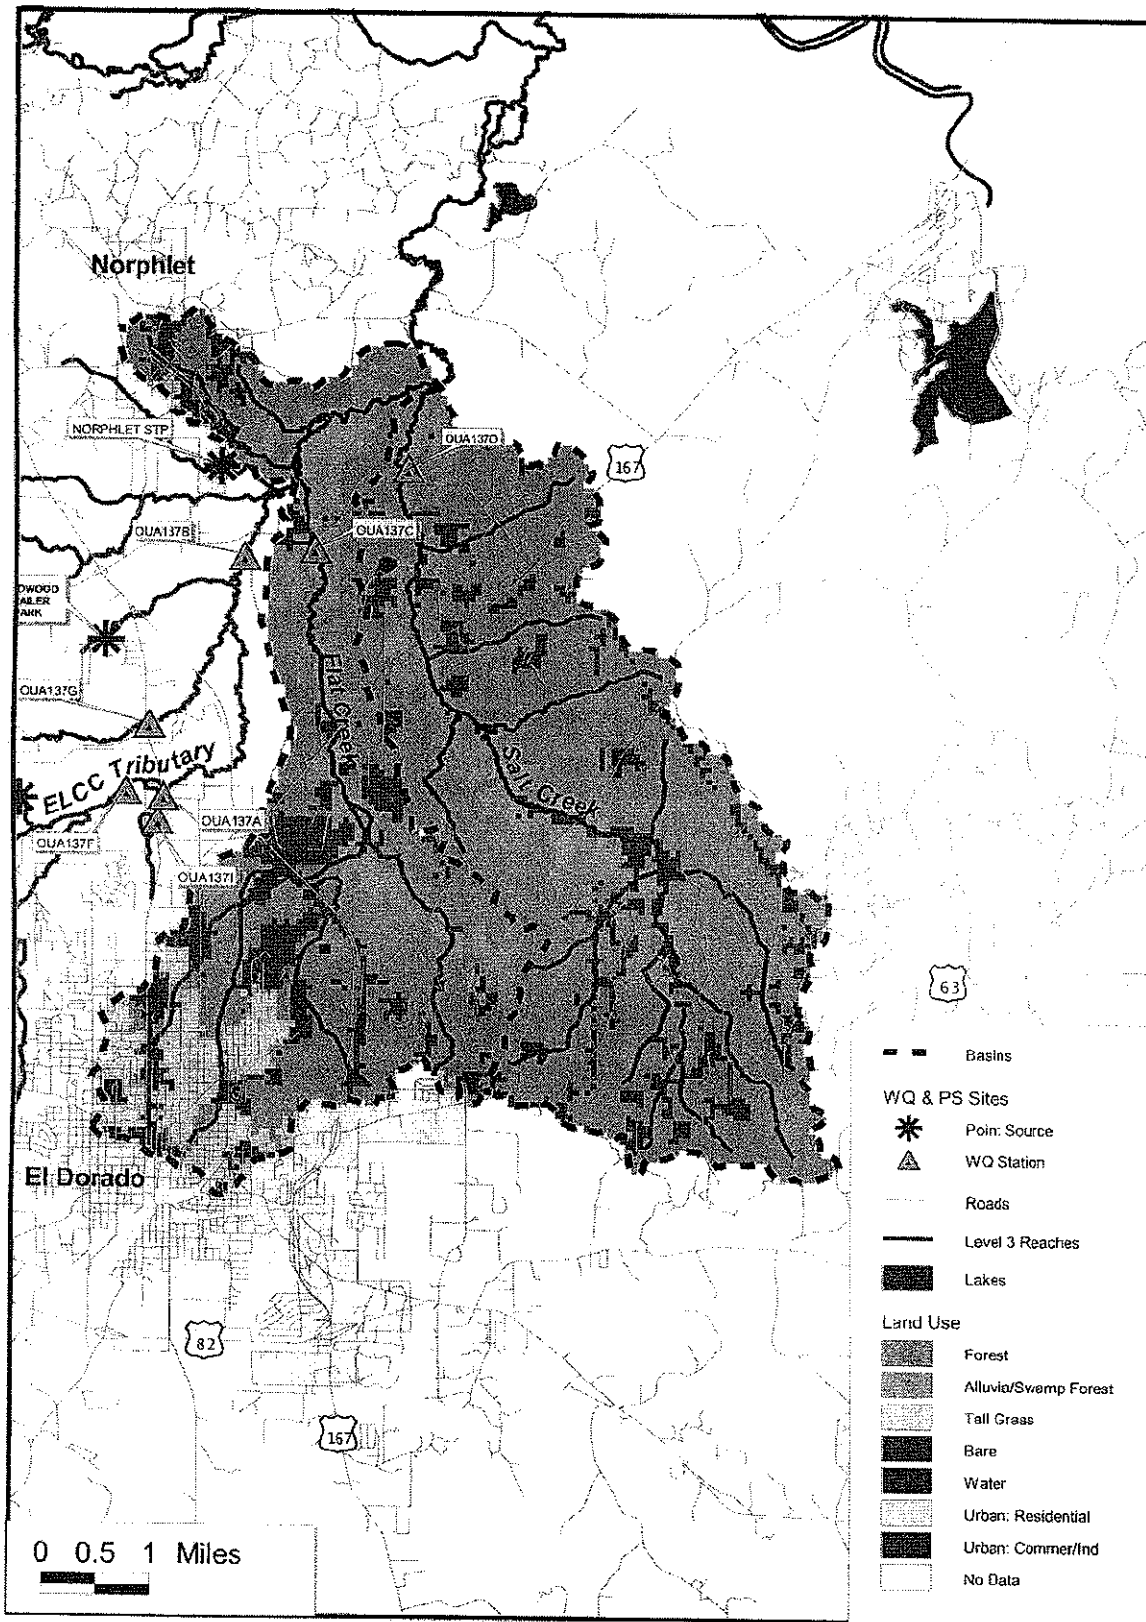 Norphlet
NORPHLET STP
OUA137D
167
OUA137B
OUA137C
DWOOD
AILER
ARK
Flat Creek
OUA137G
Salt Creek
ELCC Tributary
OUA137A
OUA137F
OUA137I
63
El Dorado
82
167
0 0.5 1 Miles
Basins
WQ & PS Sites
Point Source
WQ Station
Roads
Level 3 Reaches
Lakes
Land Use
Forest
Alluvia/Swamp Forest
Tall Grass
Bare
Water
Urban: Residential
Urban: Commer/Ind
No Data